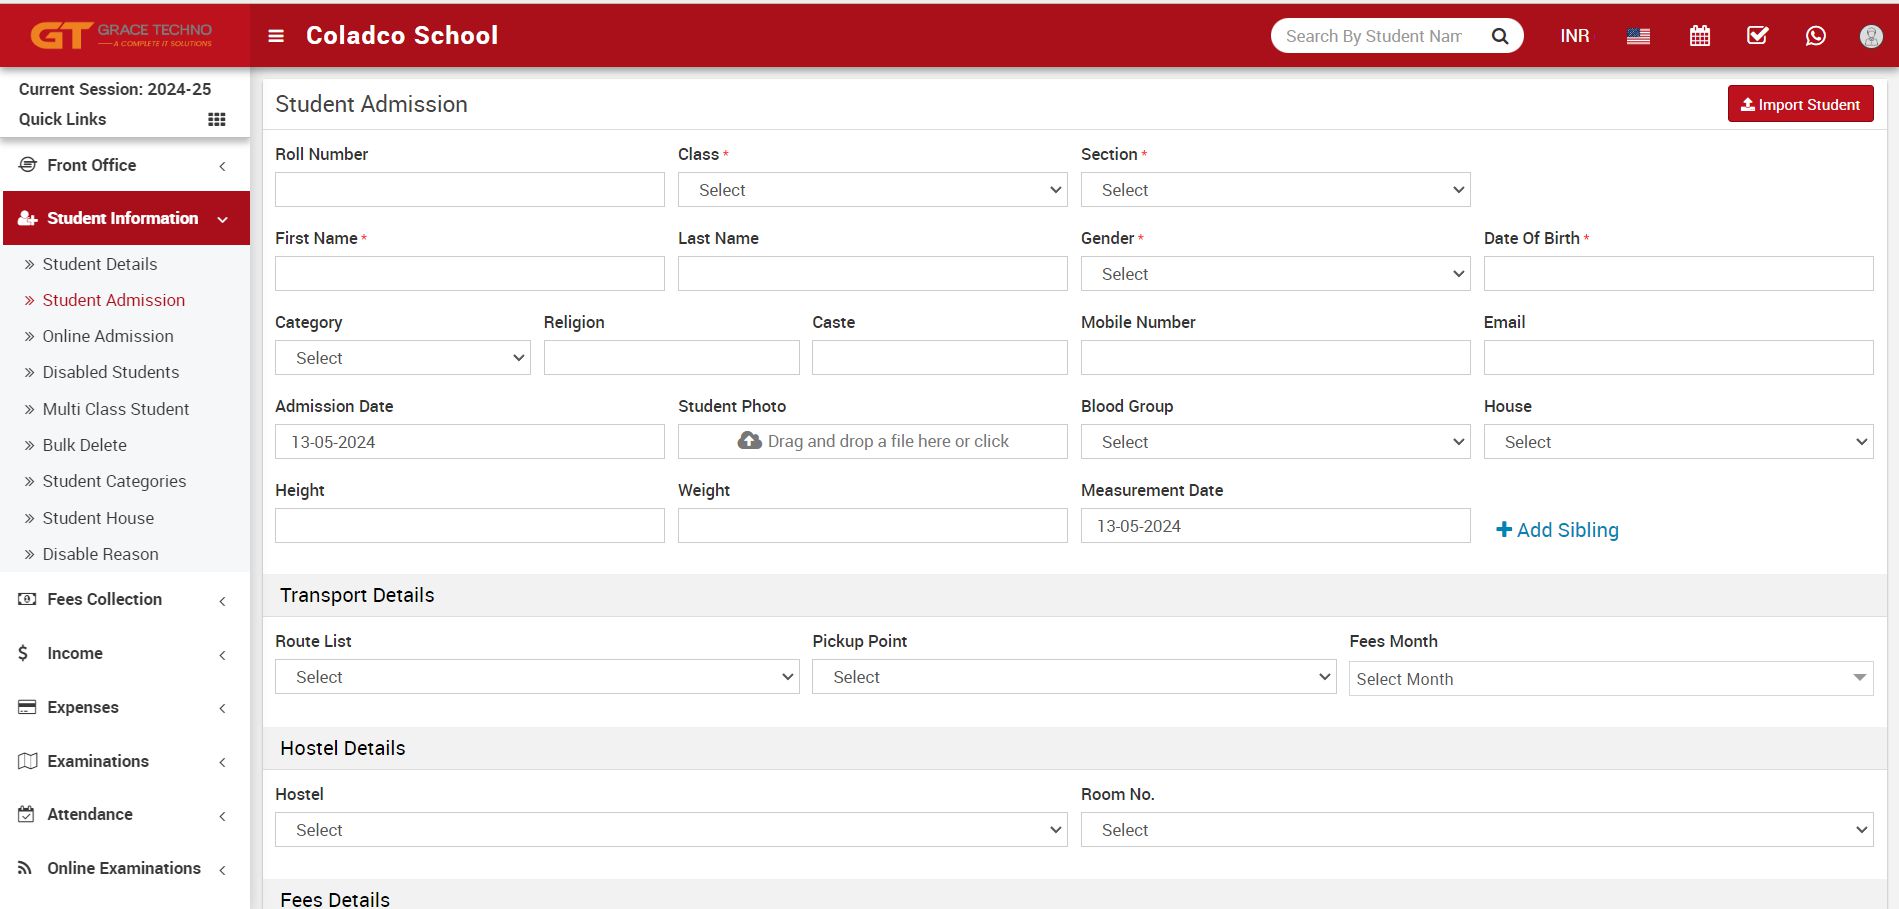 GT GRACE TECHNO
A COMPLETE IT SOLUTIONS
Coladco School
Search By Student Nam
INR
Current Session: 2024-25
Quick Links
Front Office
Student Information
Student Details
Student Admission
Online Admission
Disabled Students
Multi Class Student
Bulk Delete
Student Categories
Student House
Disable Reason
Fees Collection
Income
Expenses
Examinations
Attendance
Online Examinations
Student Admission
Import Student
Roll Number Class * Section *
Select Select
First Name * Last Name Gender * Date Of Birth *
Select
Category Religion Caste Mobile Number Email
Select
Admission Date Student Photo Blood Group House
13-05-2024 Drag and drop a file here or click Select Select
Height Weight Measurement Date
13-05-2024 Add Sibling
Transport Details
Route List Pickup Point Fees Month
Select Select Select Month
Hostel Details
Hostel Room No.
Select Select
Fees Details